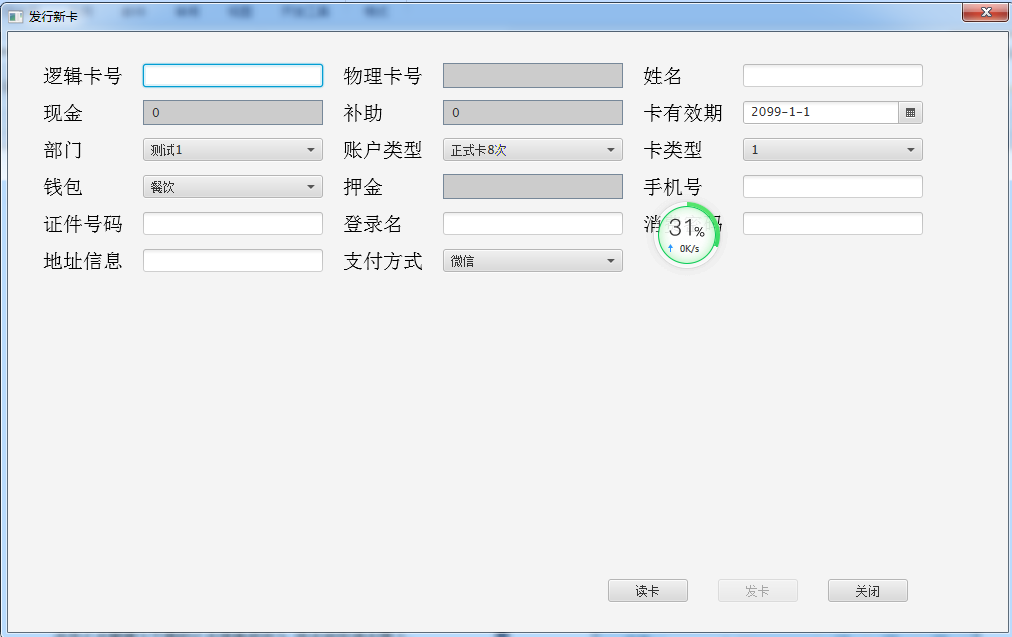 发行新卡
逻辑卡号 物理卡号 姓名
现金 0 补助 0 卡有效期 2099-1-1
部门 测试1 账户类型 正式卡8次 卡类型 1
钱包 餐饮 押金 手机号
证件号码 登录名 消 码
31%
0K/s
地址信息 支付方式 微信
读卡 发卡 关闭